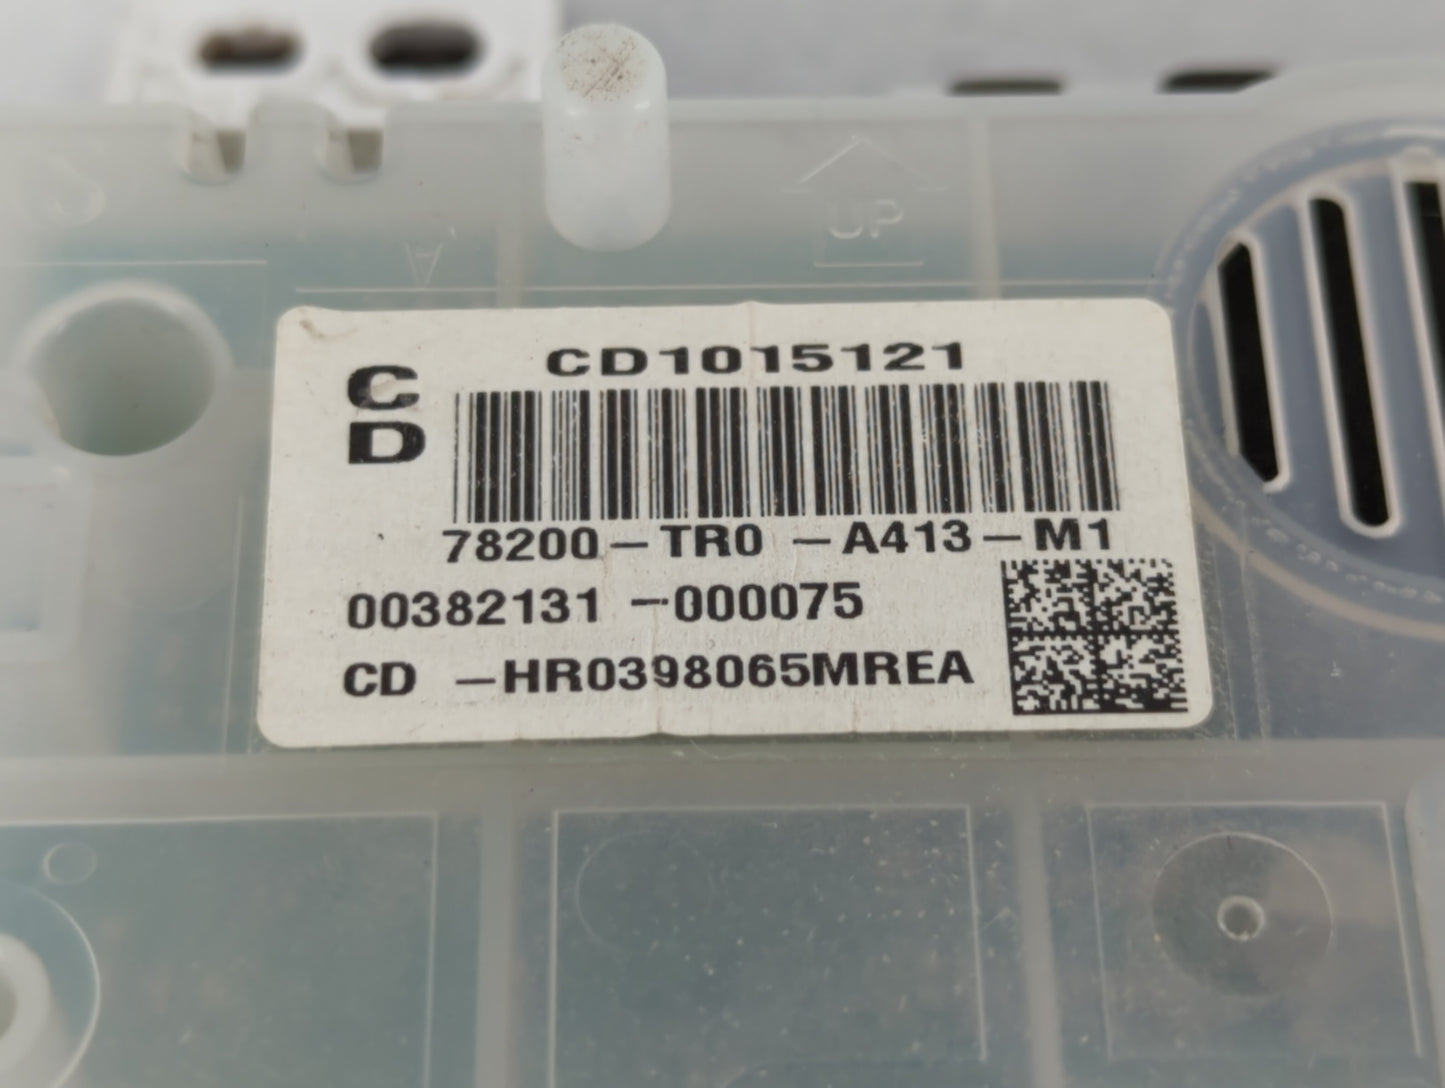 UP
A
CD1015121
C
D
78200-TR0 -A413-M1
00382131 -000075
CD -HR0398065MREA